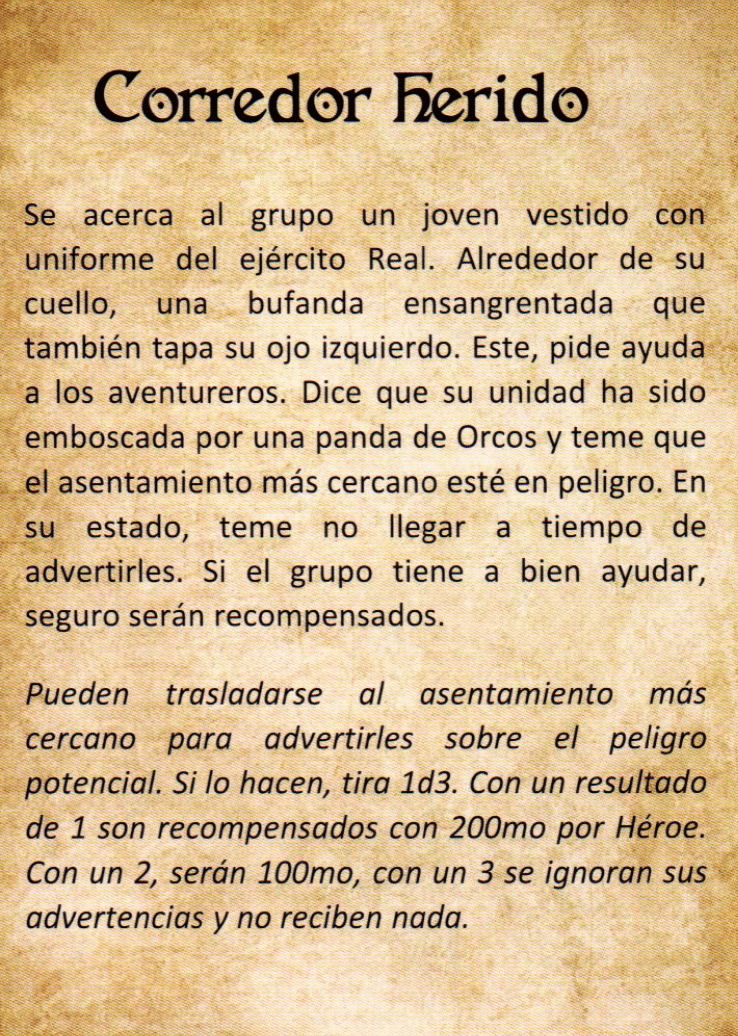 Corredor Herido
Se acerca al grupo un joven vestido con
uniforme del ejército Real. Alrededor de su
cuello, una bufanda ensangrentada que
también tapa su ojo izquierdo. Este, pide ayuda
a los aventureros. Dice que su unidad ha sido
emboscada por una panda de Orcos y teme que
el asentamiento más cercano esté en peligro. En
su estado, teme no llegar a tiempo de
advertirles. Si el grupo tiene a bien ayudar,
seguro serán recompensados.
Pueden trasladarse al asentamiento más
cercano para advertirles sobre el peligro
potencial. Si lo hacen, tira 1d3. Con un resultado
de 1 son recompensados con 200mo por Héroe.
Con un 2, serán 100mo, con un 3 se ignoran sus
advertencias y no reciben nada.